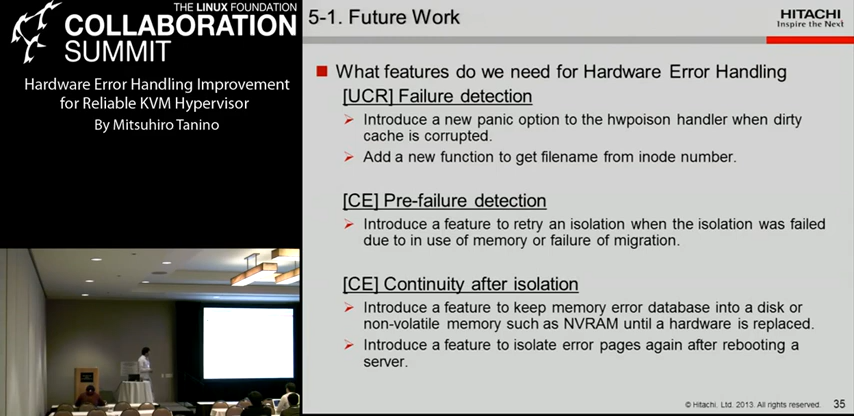 THE LINUX FOUNDATION
COLLABORATION
SUMMIT
Hardware Error Handling Improvement
for Reliable KVM Hypervisor
By Mitsuhiro Tanino
5-1. Future Work
HITACHI
Inspire the Next
What features do we need for Hardware Error Handling
[UCR] Failure detection
Introduce a new panic option to the hwpoison handler when dirty
cache is corrupted.
Add a new function to get filename from inode number.
[CE] Pre-failure detection
Introduce a feature to retry an isolation when the isolation was failed
due to in use of memory or failure of migration.
[CE] Continuity after isolation
Introduce a feature to keep memory error database into a disk or
non-volatile memory such as NVRAM until a hardware is replaced.
Introduce a feature to isolate error pages again after rebooting a
server.
© Hitachi, Ltd. 2013. All rights reserved. 35